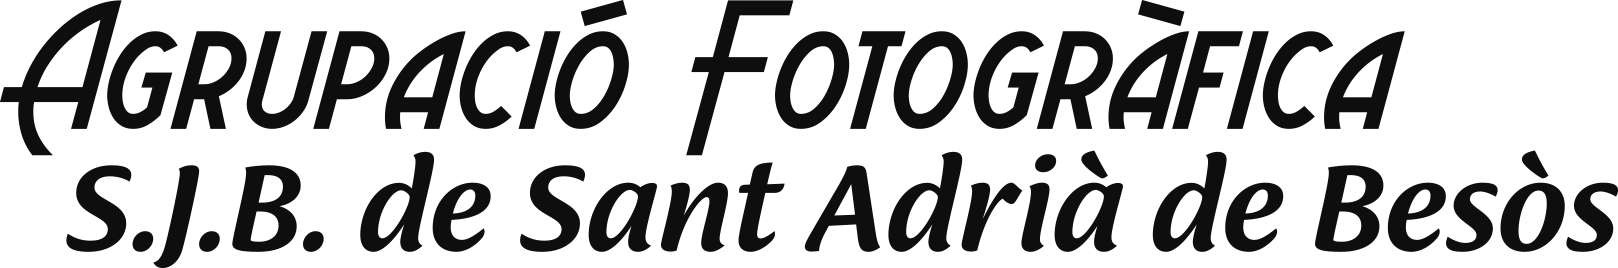 Agrupació Fotogràfica
S.J.B. de Sant Adrià de Besòs